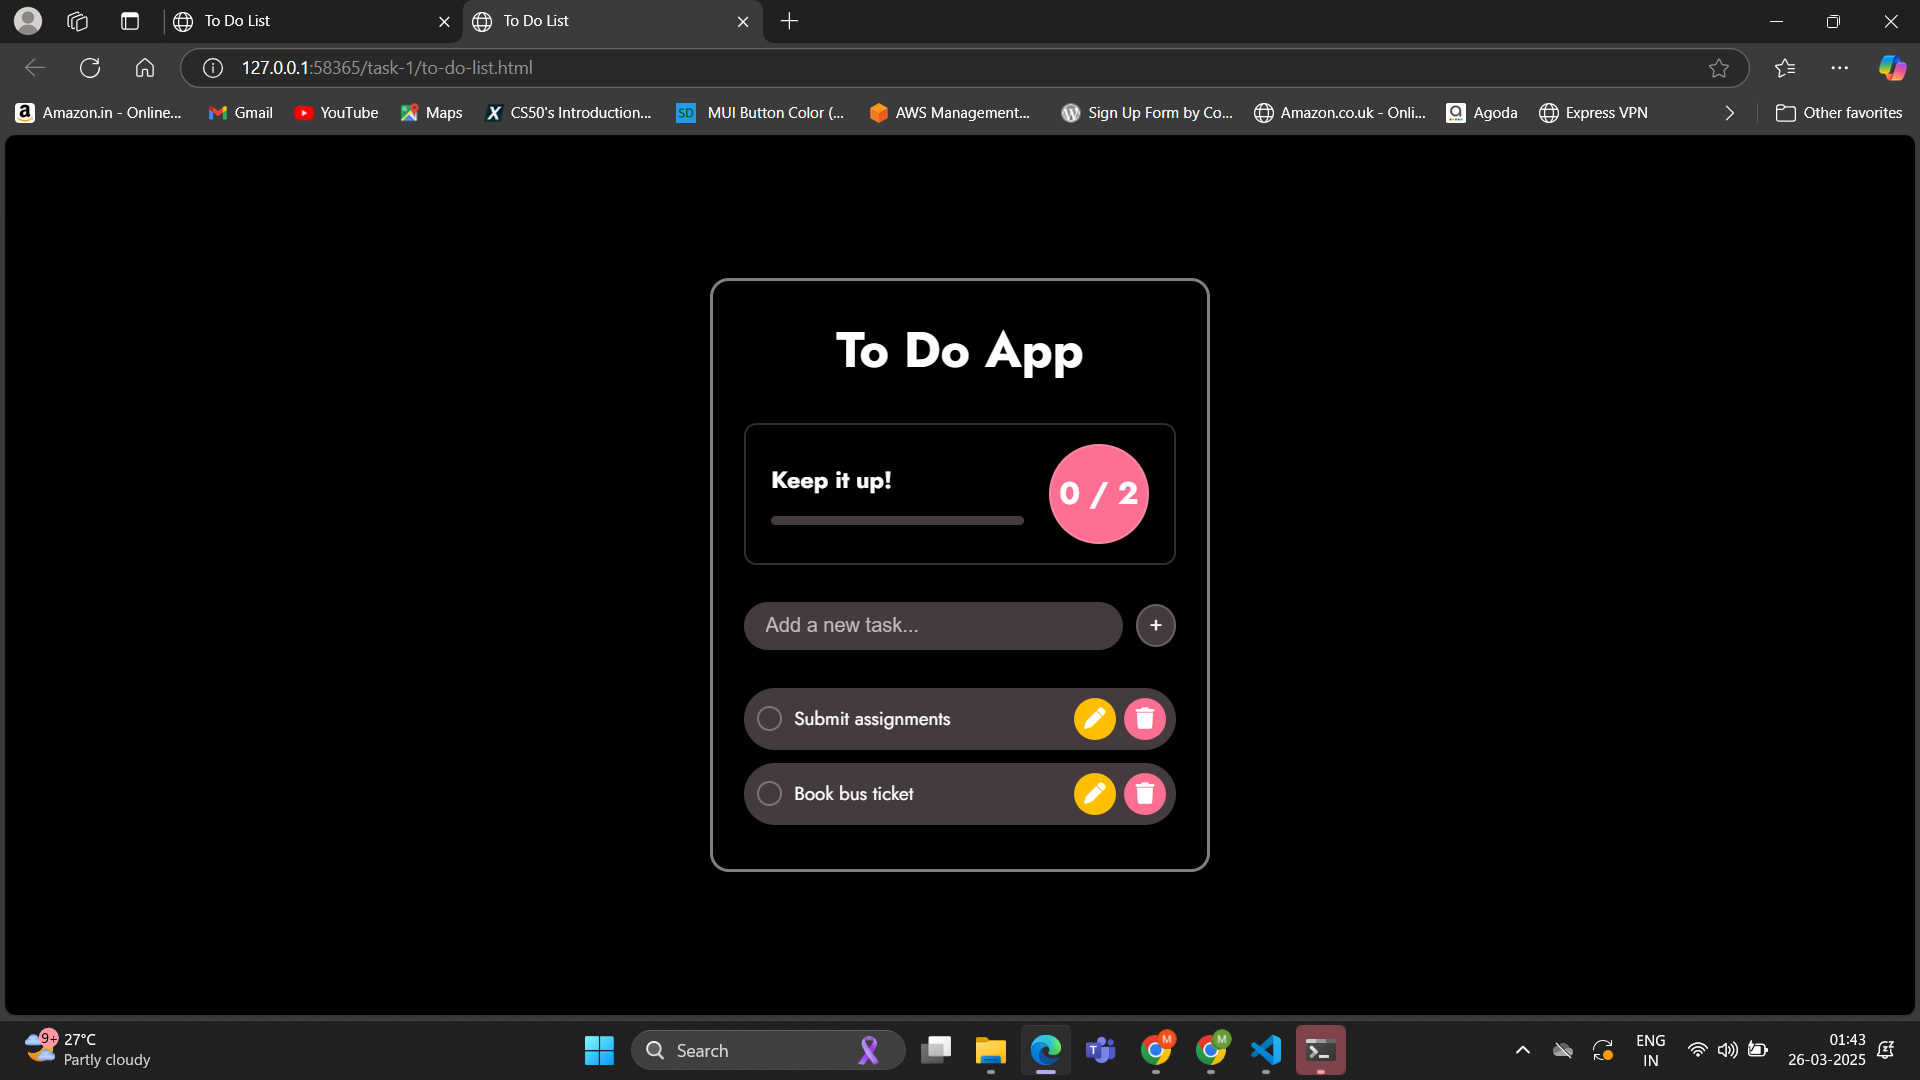 To Do List
To Do List
127.0.0.1:58365/task-1/to-do-list.html
Amazon.in - Online...
Gmail
YouTube
Maps
CS50's Introduction...
SD
MUI Button Color (...
AWS Management...
Sign Up Form by Co...
Amazon.co.uk - Onli...
Agoda
Express VPN
Other favorites
To Do App
Keep it up!
0 / 2
Add a new task...
+
Submit assignments
Book bus ticket
9+
27°C
Partly cloudy
Search
T
M
M
ENG
IN
01:43
26-03-2025